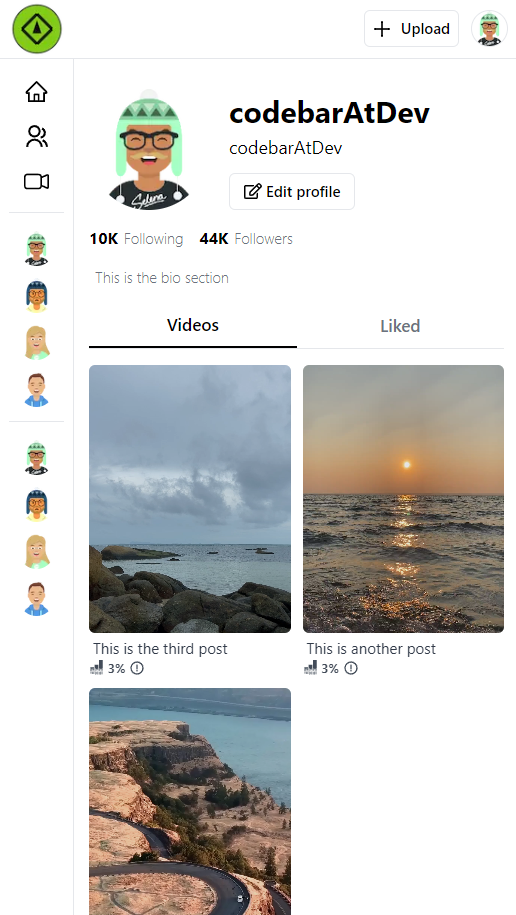 Upload
codebarAtDev
codebarAtDev
Selena
Edit profile
10K Following 44K Followers
This is the bio section
Videos Liked
This is the third post This is another post
3% 3%